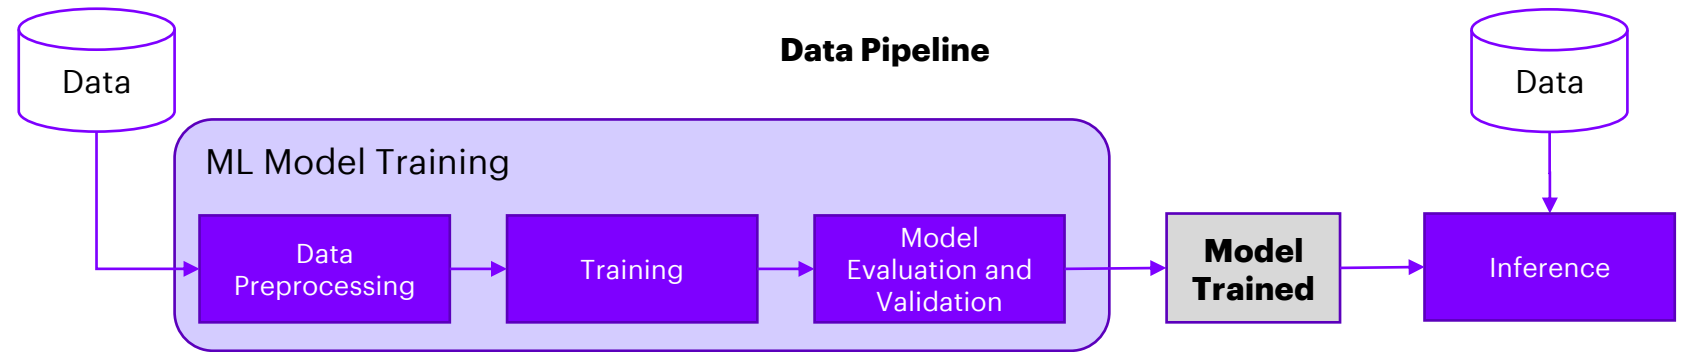 Data Pipeline
Data
Data
ML Model Training
Data
Preprocessing
Training
Model
Evaluation and
Validation
Model
Trained
Inference